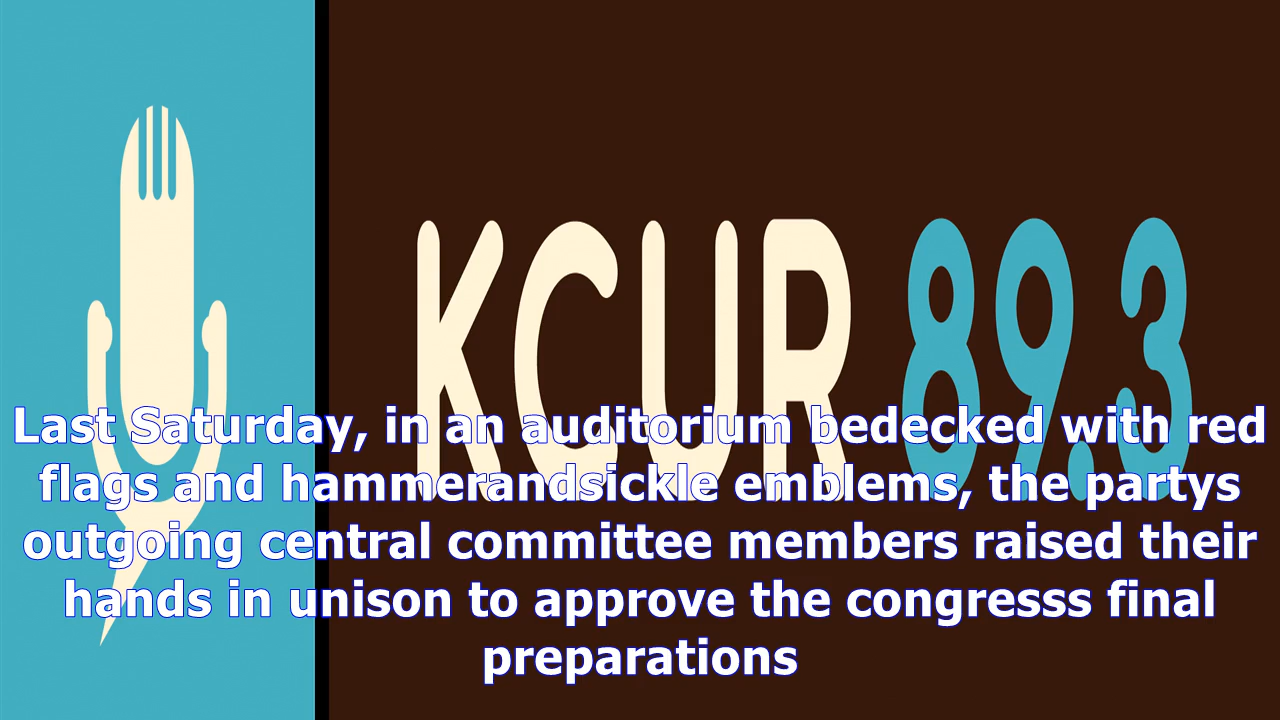 KCUR 89.3
Last Saturday, in an auditorium bedecked with red
flags and hammerandsickle emblems, the partys
outgoing central committee members raised their
hands in unison to approve the congresss final
preparations